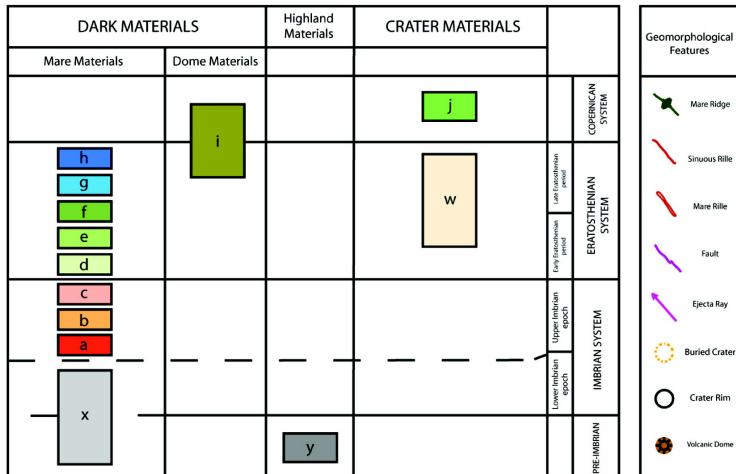 DARK MATERIALS
Highland
Materials
CRATER MATERIALS
Mare Materials
Dome Materials
j
i
COPERNICAN
SYSTEM
h
g
f
e
d
w
Late Eratosthenian
period
Early Eratosthenian
period
ERATOSTHENIAN
SYSTEM
c
b
a
x
Upper Imbrian
epoch
Lower Imbrian
epoch
IMBRIAN SYSTEM
y
PRE-IMBRIAN
Geomorphological
Features
Mare Ridge
Sinuous Rille
Mare Rille
Fault
Ejecta Ray
Buried Crater
Crater Rim
Volcanic Dome